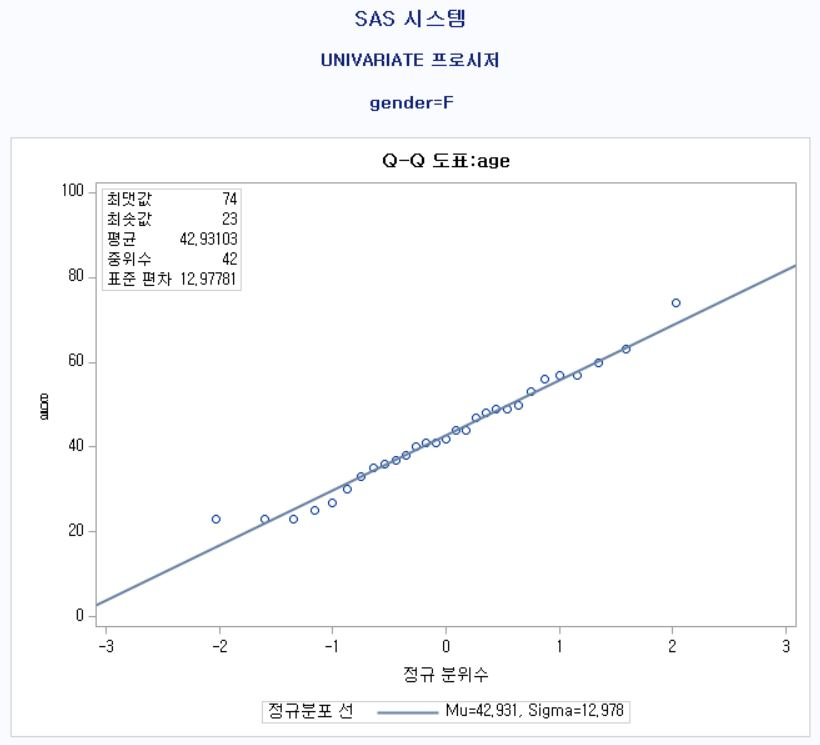 SAS 시스템
UNIVARIATE 프로시저
gender=F
Q-Q 도표:age
최댓값 74
최솟값 23
평균 42,93103
중위수 42
표준 편차 12,97781
100
80
60
40
20
0
-3 -2 -1 0 1 2 3
정규 분위수
정규분포 선 Mu=42,931, Sigma=12,978